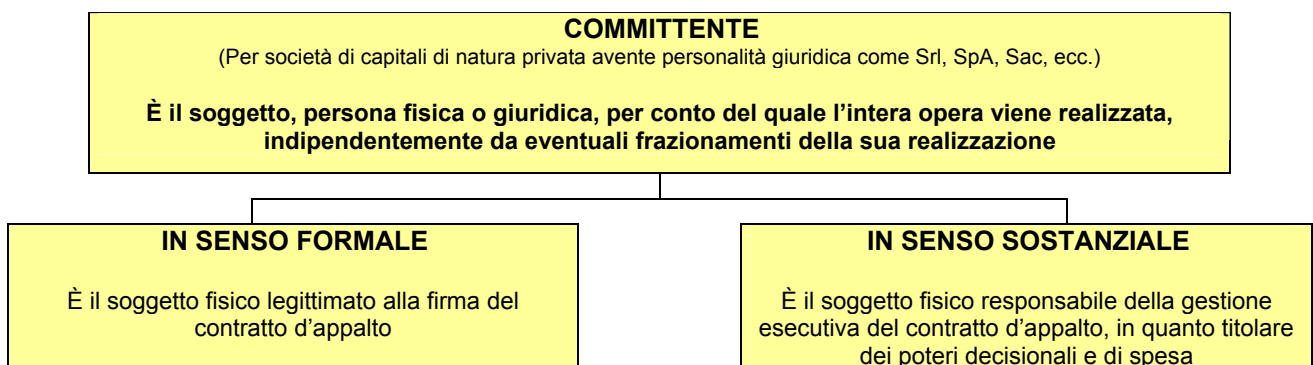 COMMITTENTE
(Per società di capitali di natura privata avente personalità giuridica come Srl, SpA, Sac, ecc.)
È il soggetto, persona fisica o giuridica, per conto del quale l’intera opera viene realizzata,
indipendentemente da eventuali frazionamenti della sua realizzazione
IN SENSO FORMALE
È il soggetto fisico legittimato alla firma del
contratto d’appalto
IN SENSO SOSTANZIALE
È il soggetto fisico responsabile della gestione
esecutiva del contratto d’appalto, in quanto titolare
dei poteri decisionali e di spesa